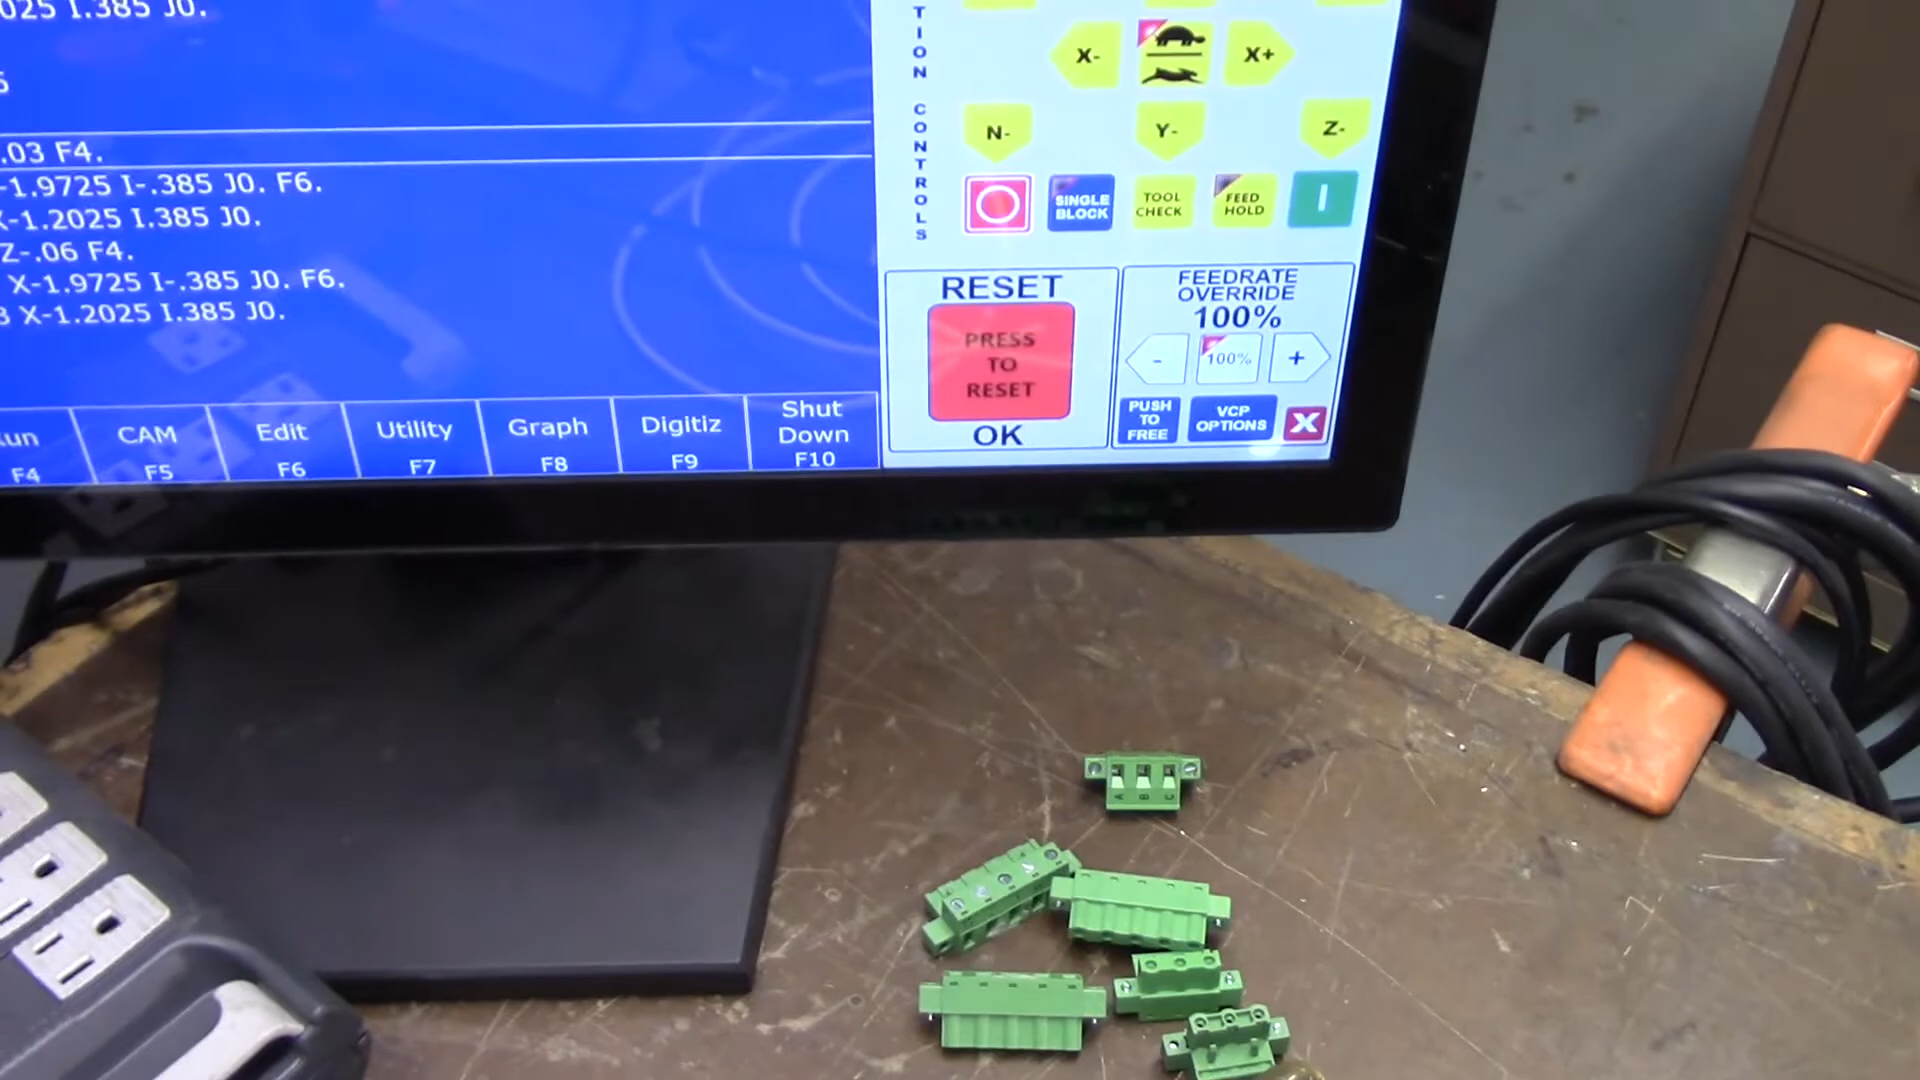 025 I.385 J0.
.03 F4.
-1.9725 I-.385 J0. F6.
X-1.2025 I.385 J0.
Z-.06 F4.
X-1.9725 I-.385 J0. F6.
X-1.2025 I.385 J0.
F4
CAM
F5
Edit
F6
Utility
F7
Graph
F8
Digitiz
F9
Shut
Down
F10
TION CONTROLS
X-
X+
N-
Y-
Z-
SINGLE
BLOCK
TOOL
CHECK
FEED
HOLD
RESET
PRESS
TO
RESET
OK
FEEDRATE
OVERRIDE
100%
-
100%
+
PUSH
TO
FREE
VCP
OPTIONS
X
A B C